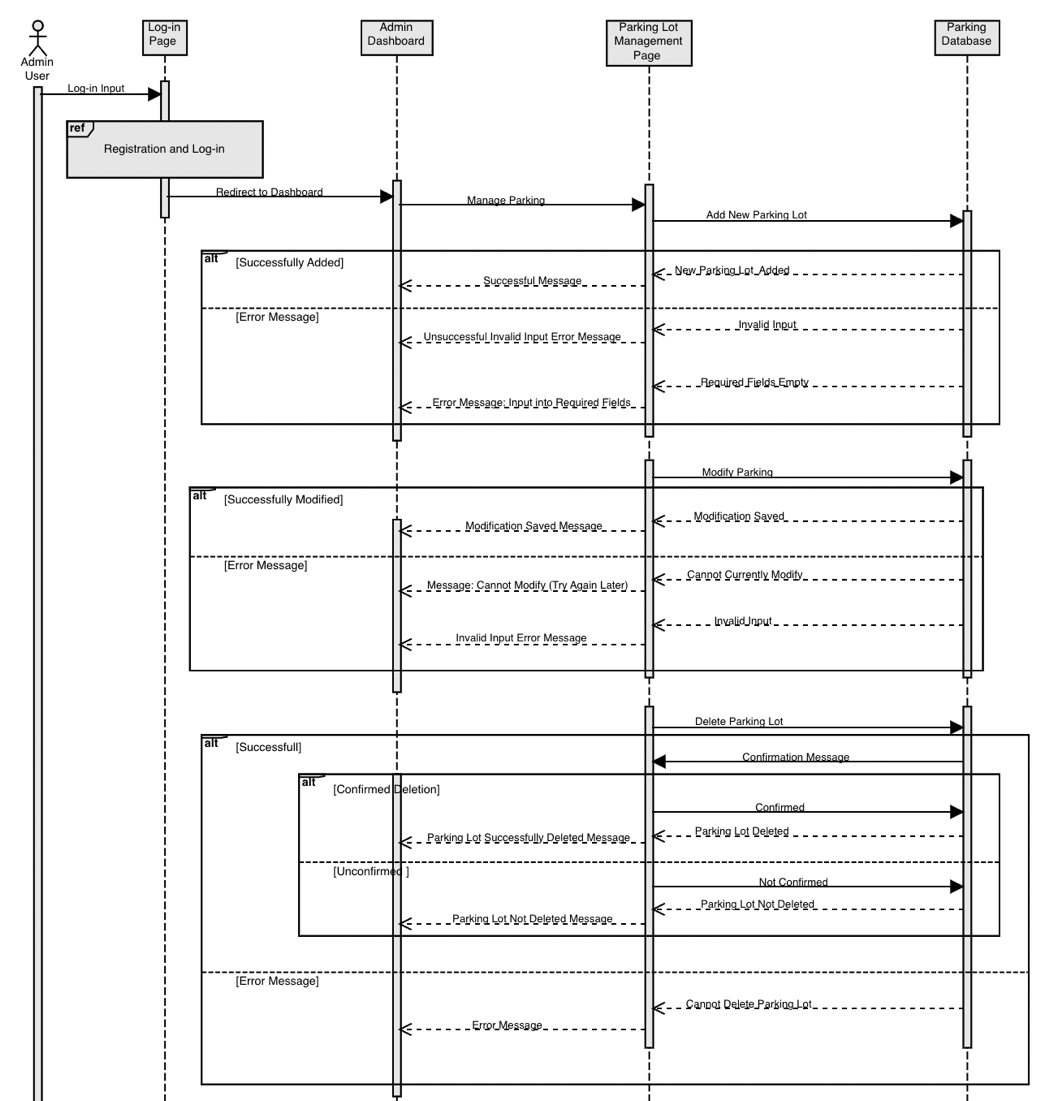 Log-in
Page
Admin
Dashboard
Parking Lot
Management
Page
Parking
Database
Admin
User
Log-in Input
ref
Registration and Log-in
Redirect to Dashboard
Manage Parking
Add New Parking Lot
alt
[Successfully Added]
New Parking Lot Added
Successful Message
[Error Message]
Invalid Input
Unsuccessful Invalid Input Error Message
Required Fields Empty
Error Message: Input into Required Fields
Modify Parking
alt
[Successfully Modified]
Modification Saved
Modification Saved Message
[Error Message]
Cannot Currently Modify
Message: Cannot Modify (Try Again Later)
Invalid Input
Invalid Input Error Message
Delete Parking Lot
alt
[Successfull]
Confirmation Message
alt
[Confirmed Deletion]
Confirmed
Parking Lot Deleted
Parking Lot Successfully Deleted Message
[Unconfirmed ]
Not Confirmed
Parking Lot Not Deleted
Parking Lot Not Deleted Message
[Error Message]
Cannot Delete Parking Lot
Error Message